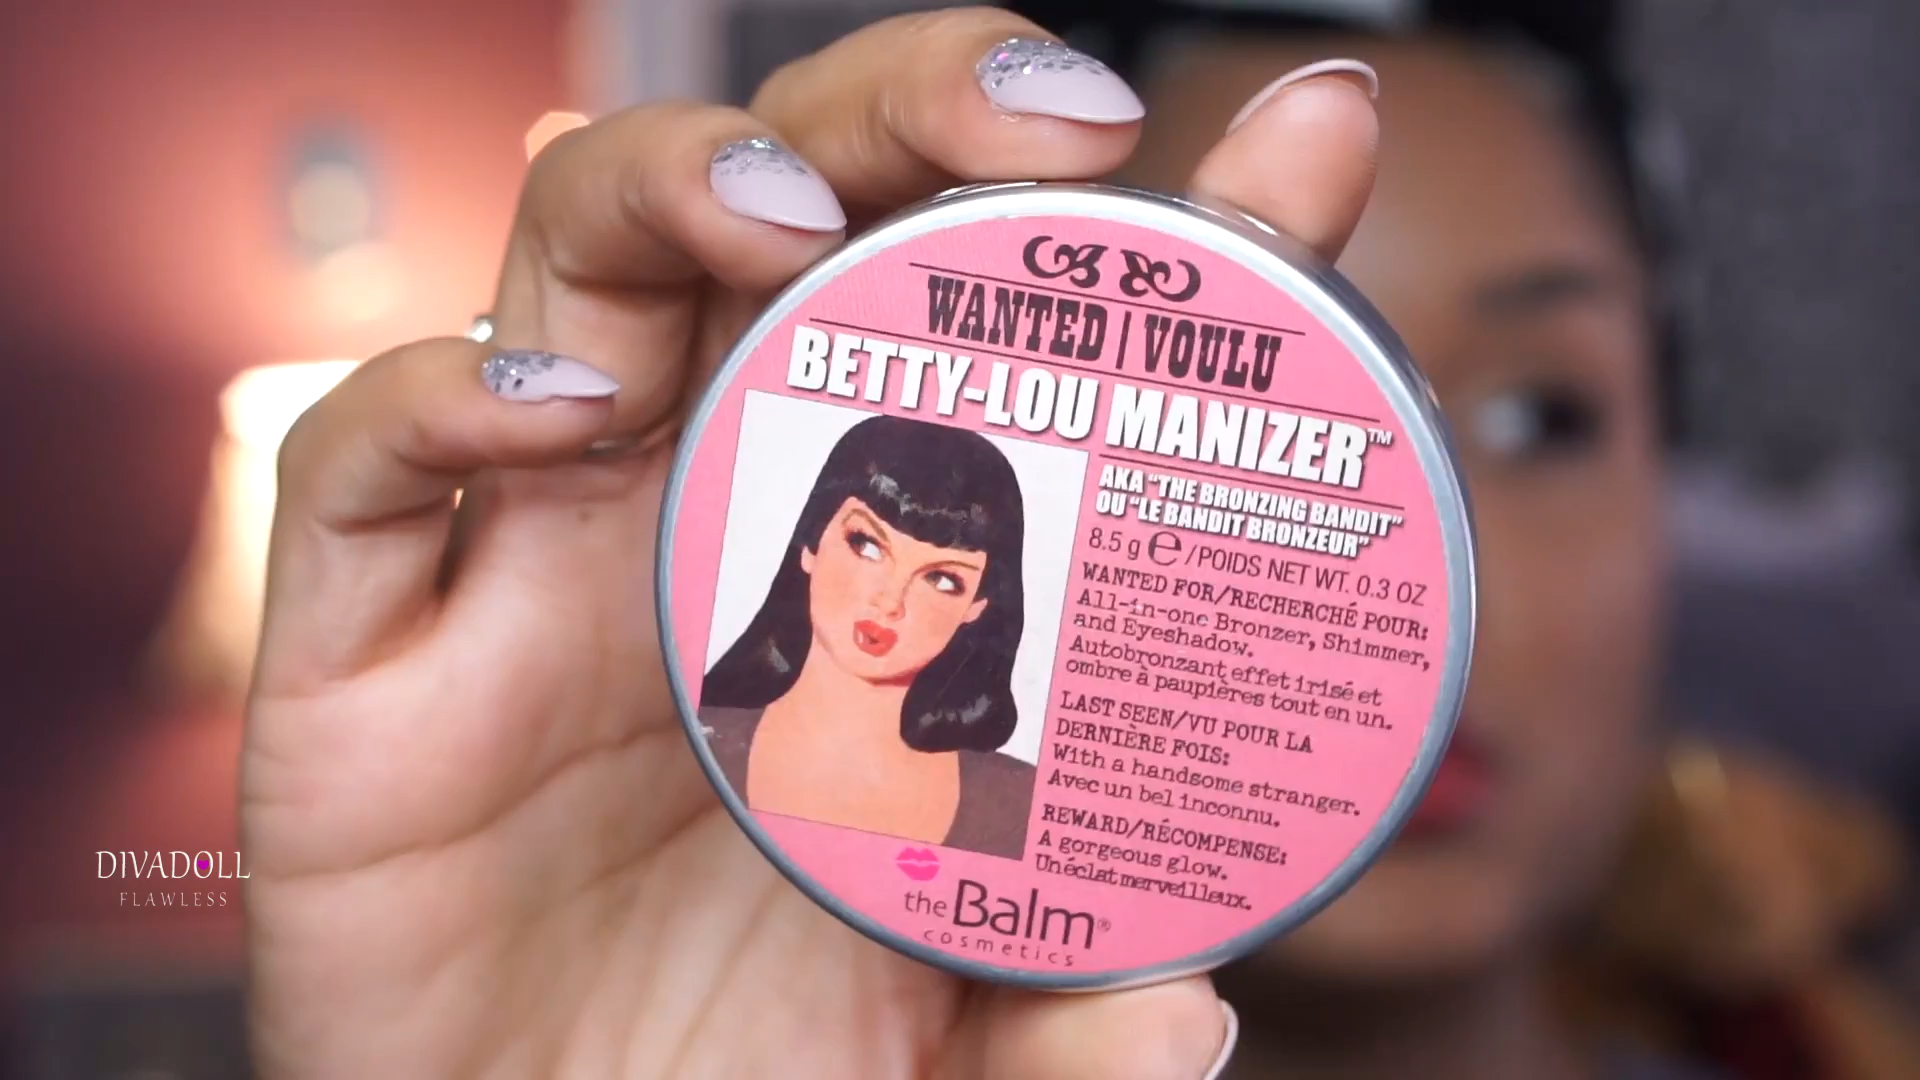 WANTED | VOULU
BETTY-LOU MANIZER™
AKA "THE BRONZING BANDIT"
OU "LE BANDIT BRONZEUR"
8.5 g ℮/POIDS NET WT. 0.3 OZ
WANTED FOR/RECHERCHÉ POUR:
All-in-one Bronzer, Shimmer,
and Eyeshadow.
Autobronzant effet irisé et
ombre à paupières tout en un.
LAST SEEN/VU POUR LA
DERNIÈRE FOIS:
With a handsome stranger.
Avec un bel inconnu.
REWARD/RÉCOMPENSE:
A gorgeous glow.
Un éclat merveilleux.
theBalm®
cosmetics
DIVADOLL
FLAWLESS